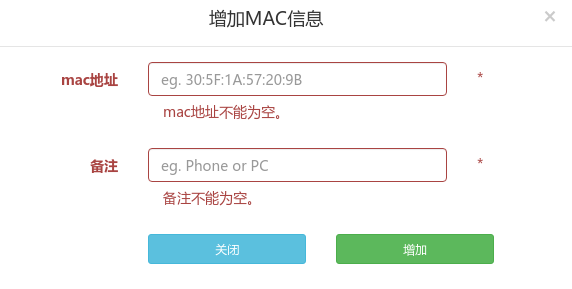 增加MAC信息 ×
mac地址 eg. 30:5F:1A:57:20:9B *
mac地址不能为空。
备注 eg. Phone or PC *
备注不能为空。
关闭 增加